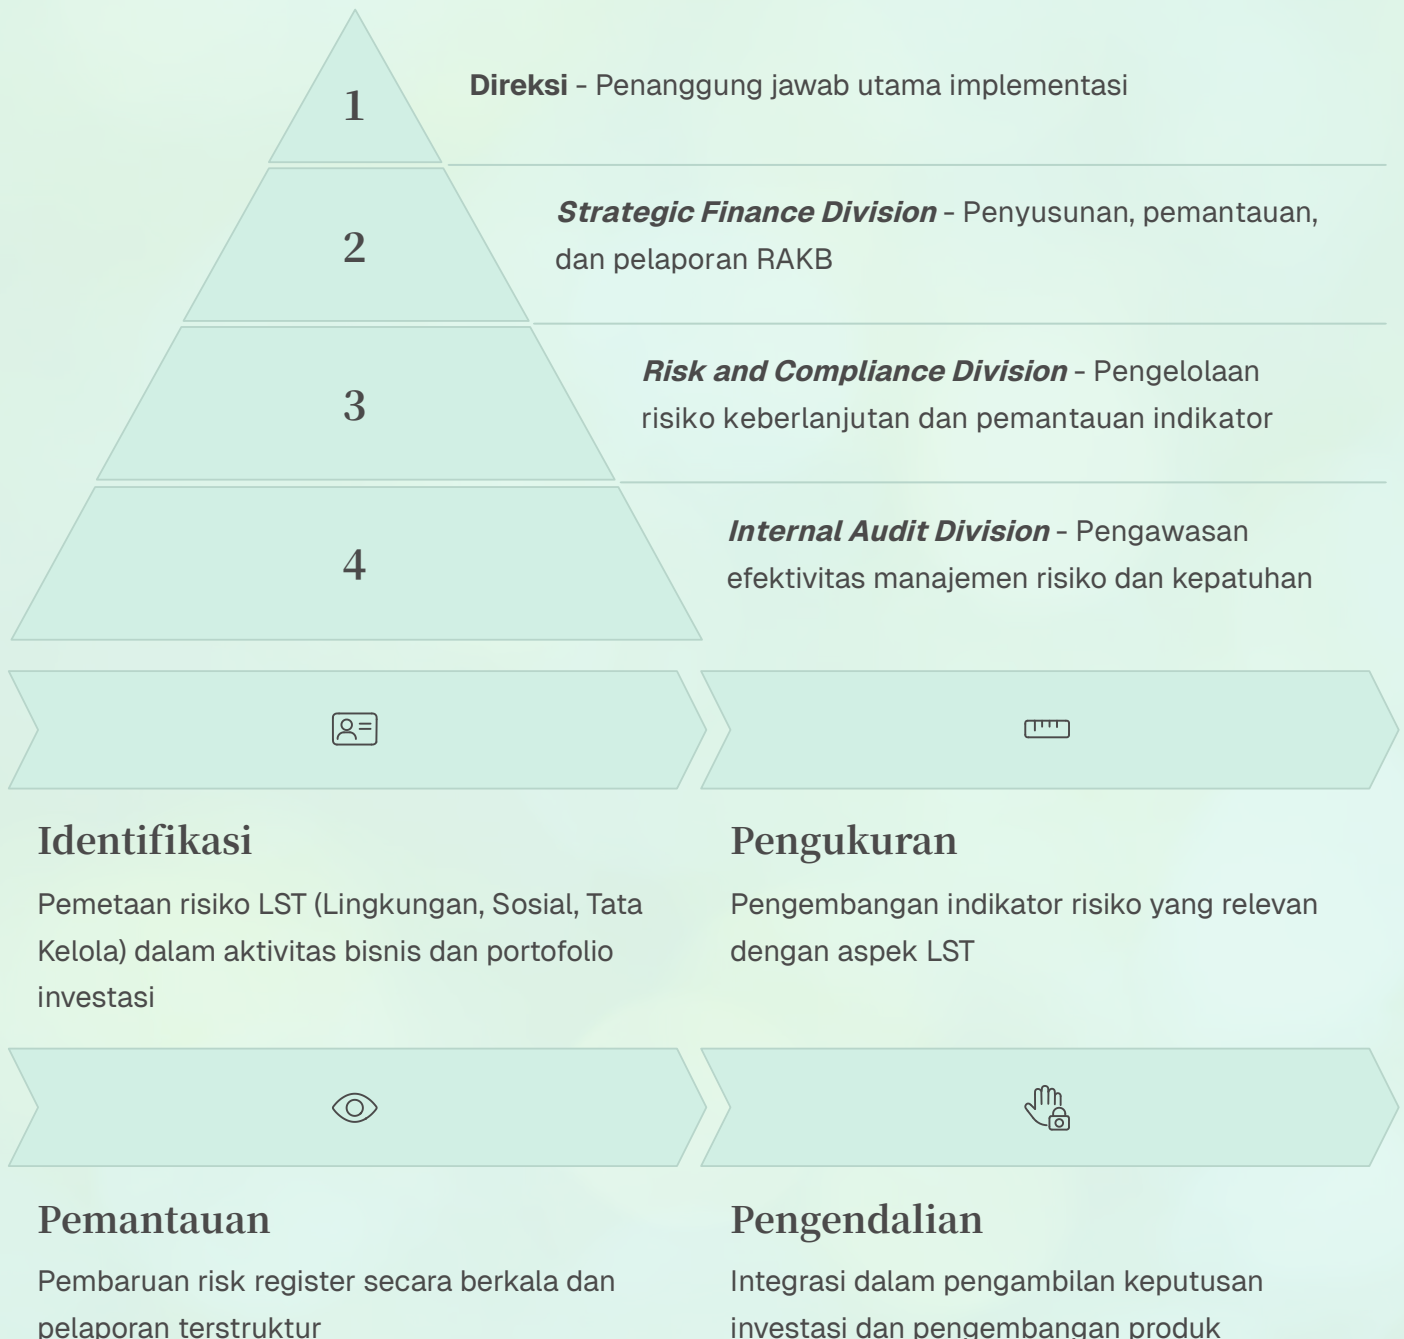 1
Direksi - Penanggung jawab utama implementasi
2
Strategic Finance Division - Penyusunan, pemantauan,
dan pelaporan RAKB
3
Risk and Compliance Division - Pengelolaan
risiko keberlanjutan dan pemantauan indikator
4
Internal Audit Division - Pengawasan
efektivitas manajemen risiko dan kepatuhan
Identifikasi
Pemetaan risiko LST (Lingkungan, Sosial, Tata
Kelola) dalam aktivitas bisnis dan portofolio
investasi
Pengukuran
Pengembangan indikator risiko yang relevan
dengan aspek LST
Pemantauan
Pembaruan risk register secara berkala dan
pelaporan terstruktur
Pengendalian
Integrasi dalam pengambilan keputusan
investasi dan pengembangan produk